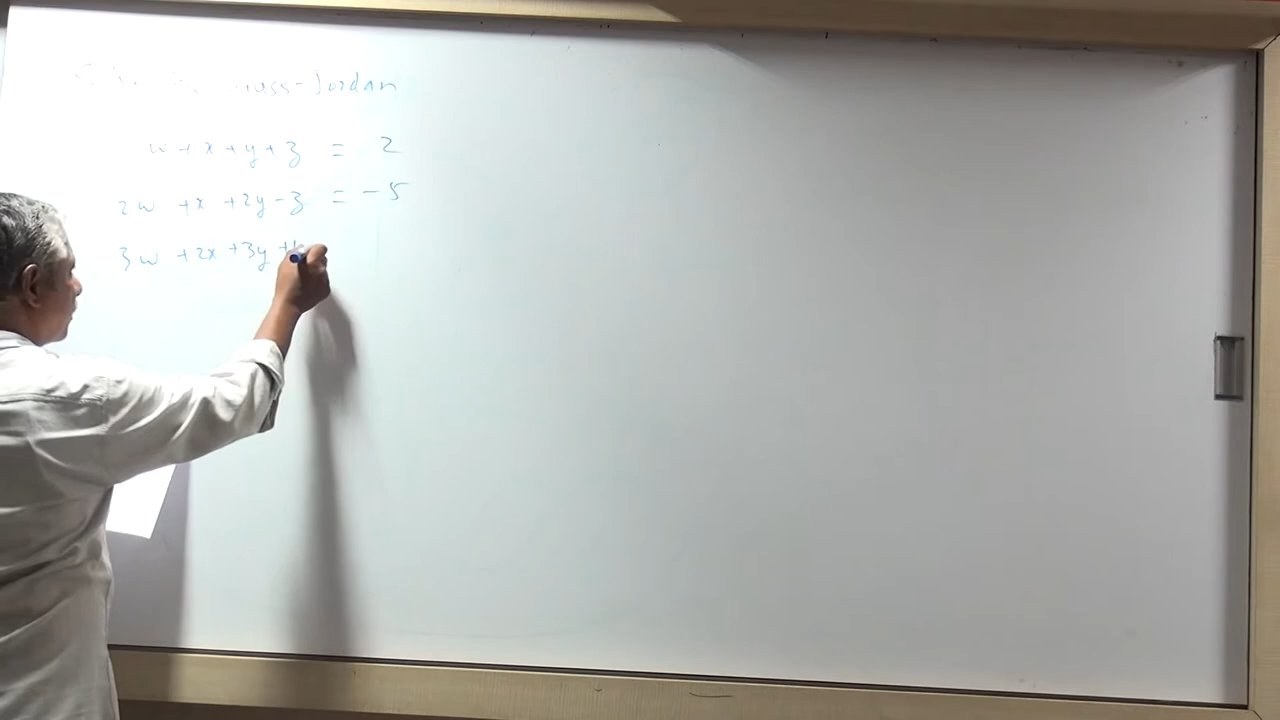 Gauss-Jordan
w + x + y + z = 2
2w + x + 2y - z = -5
3w + 2x + 3y +